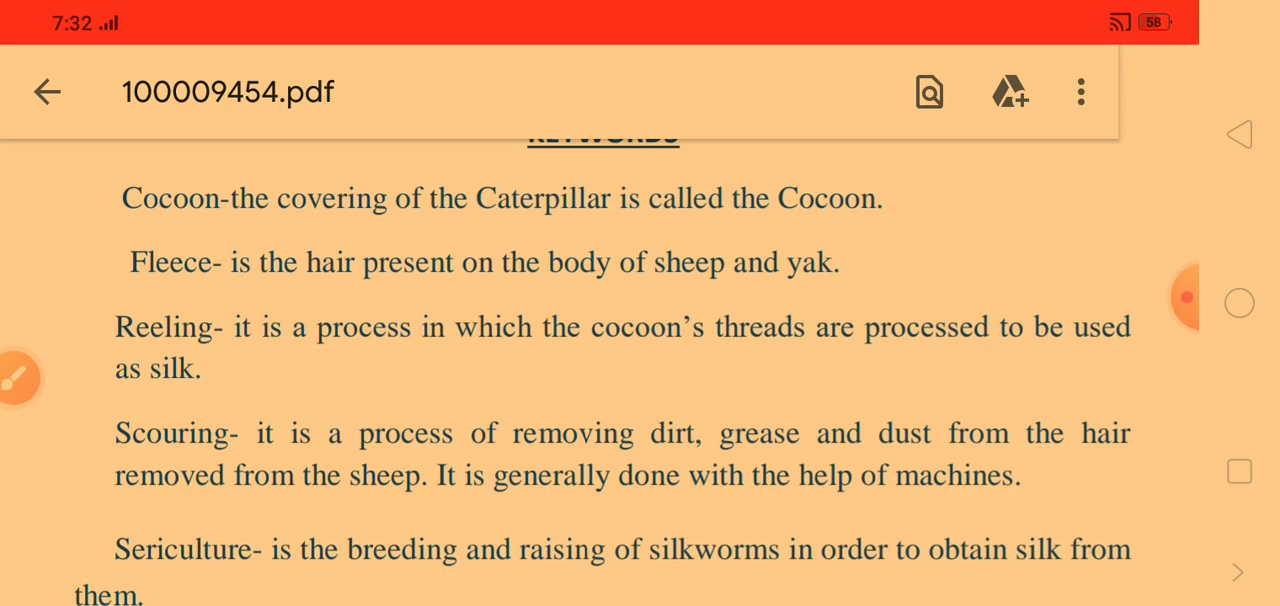 7:32
58
100009454.pdf
Cocoon-the covering of the Caterpillar is called the Cocoon.
Fleece- is the hair present on the body of sheep and yak.
Reeling- it is a process in which the cocoon’s threads are processed to be used
as silk.
Scouring- it is a process of removing dirt, grease and dust from the hair
removed from the sheep. It is generally done with the help of machines.
Sericulture- is the breeding and raising of silkworms in order to obtain silk from
them.